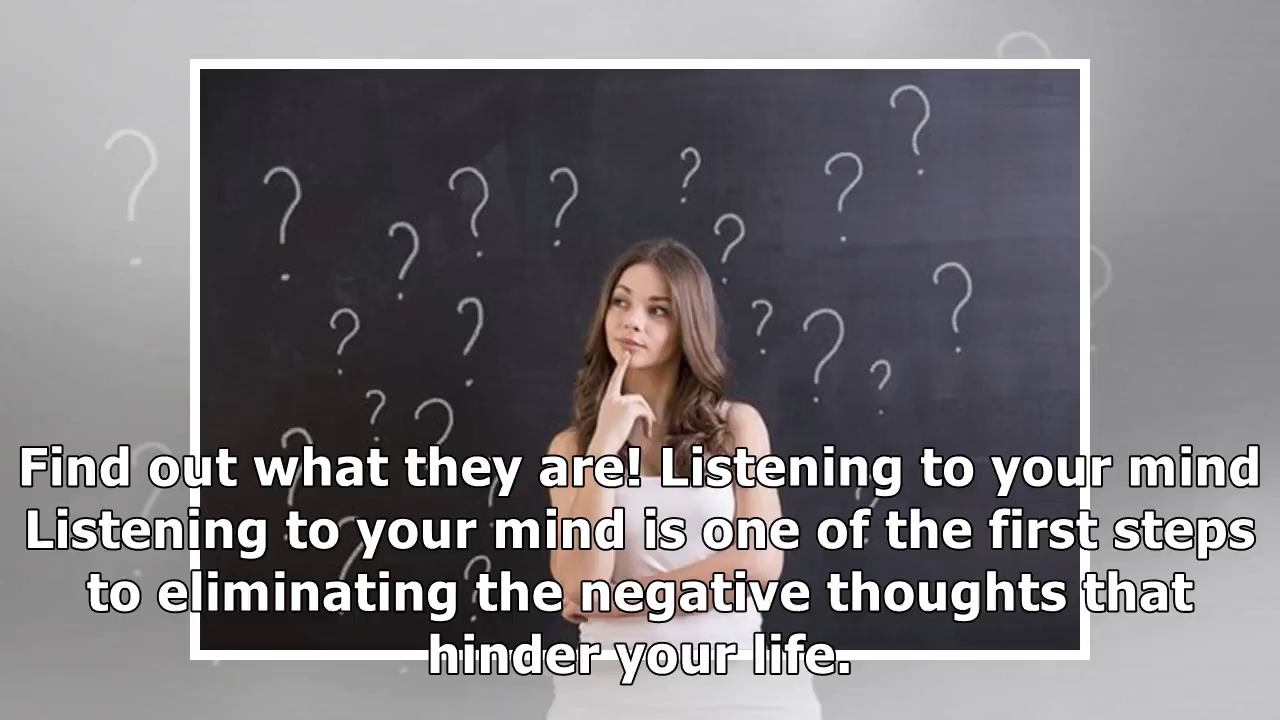 Find out what they are! Listening to your mind
Listening to your mind is one of the first steps
to eliminating the negative thoughts that
hinder your life.